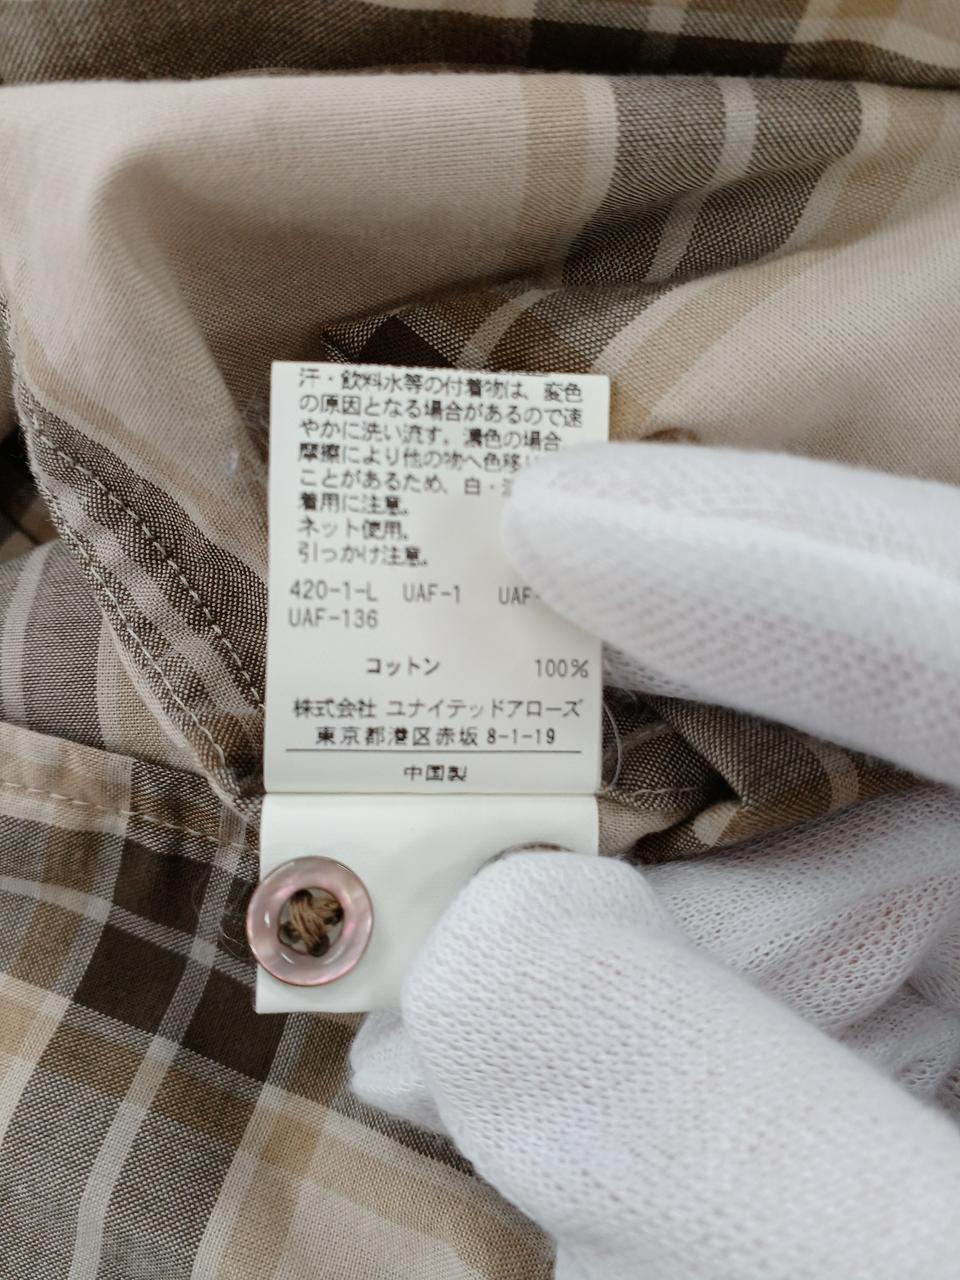 汗・飲料水等の付着物は、変色
の原因となる場合があるので速
やかに洗い流す。濃色の場合、
摩擦により他の物へ色移
ことがあるため、白・
着用に注意。
ネット使用。
引っかけ注意。
420-1-L UAF-1 UAF-
UAF-136
コットン 100%
株式会社 ユナイテッドアローズ
東京都港区赤坂 8-1-19
中国製